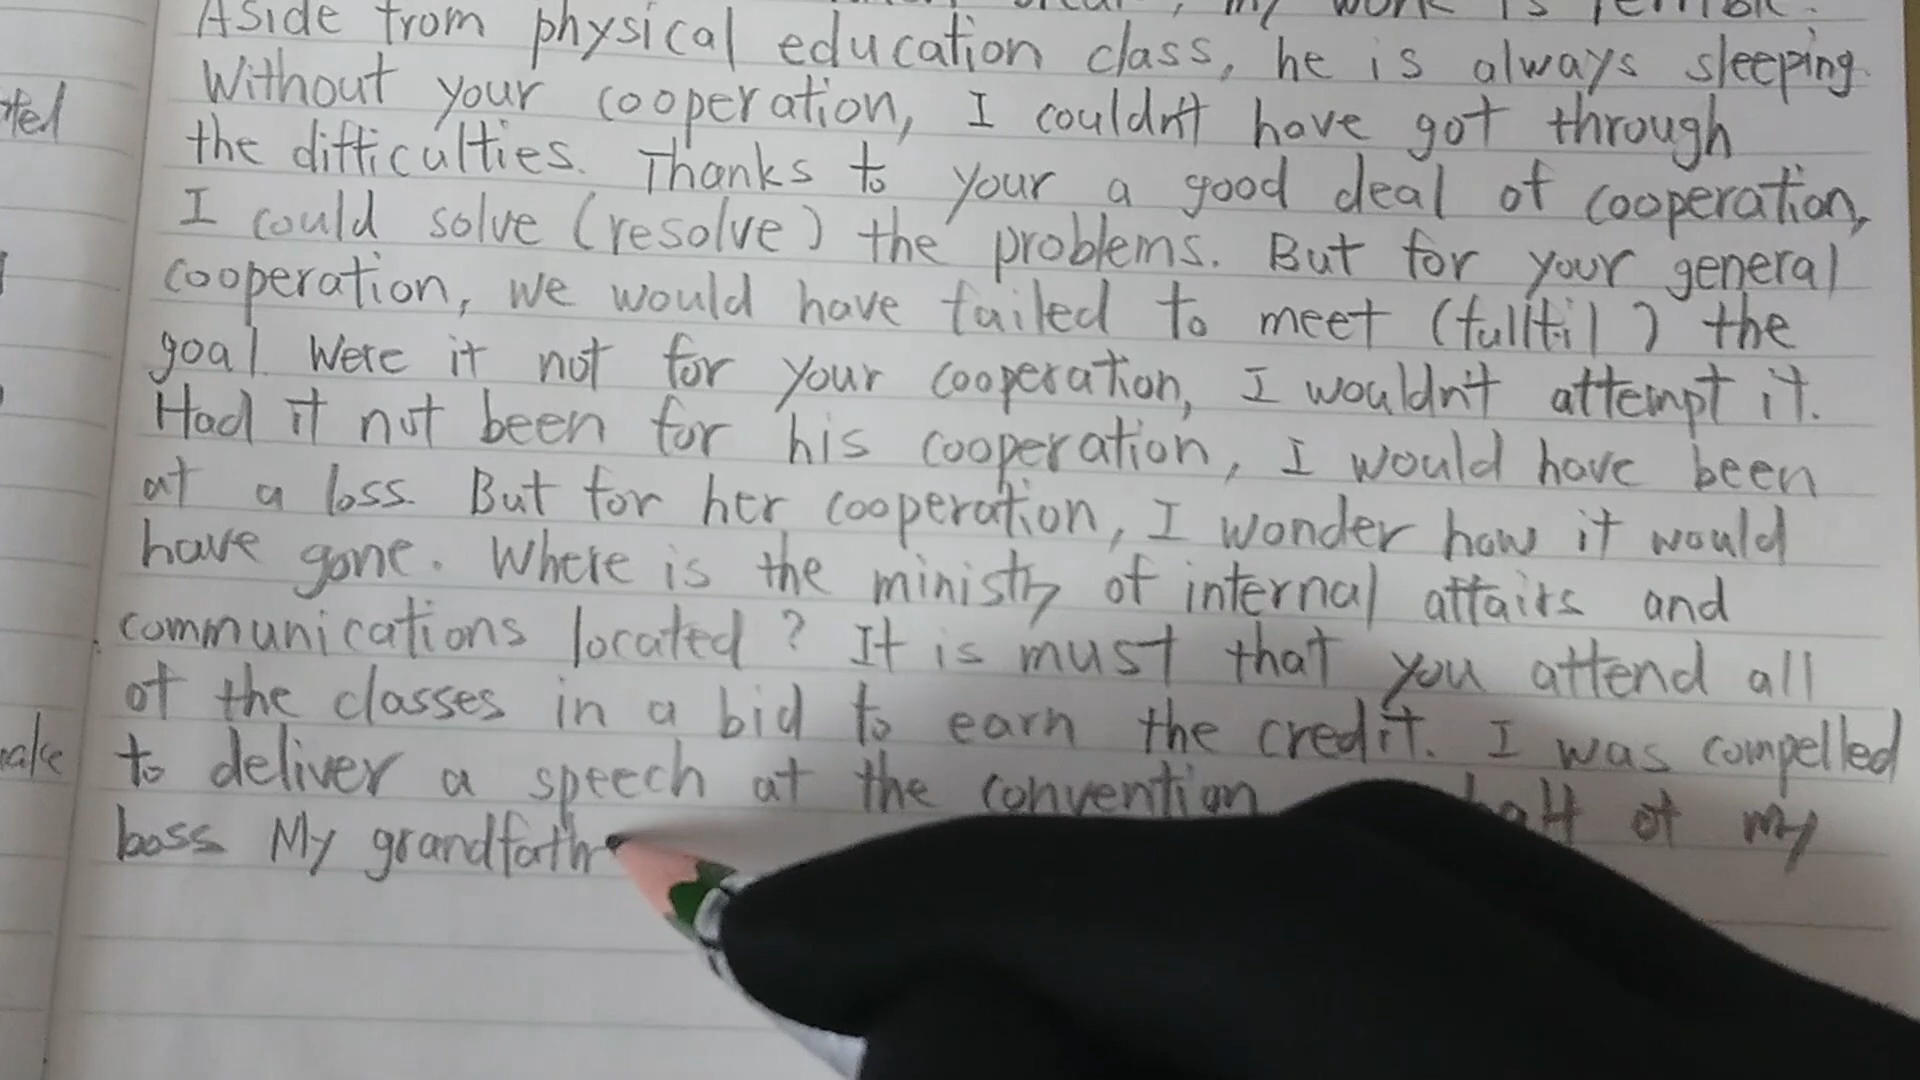 my work is terrible.
Aside from physical education class, he is always sleeping.
Without your cooperation, I couldn't have got through
the difficulties. Thanks to your a good deal of cooperation,
I could solve (resolve) the problems. But for your general
cooperation, we would have failed to meet (fullfil) the
goal. Were it not for your cooperation, I wouldn't attempt it.
Had it not been for his cooperation, I would have been
at a loss. But for her cooperation, I wonder how it would
have gone. Where is the ministry of internal affairs and
communications located? It is must that you attend all
of the classes in a bid to earn the credit. I was compelled
to deliver a speech at the convention of my
boss My grandfath